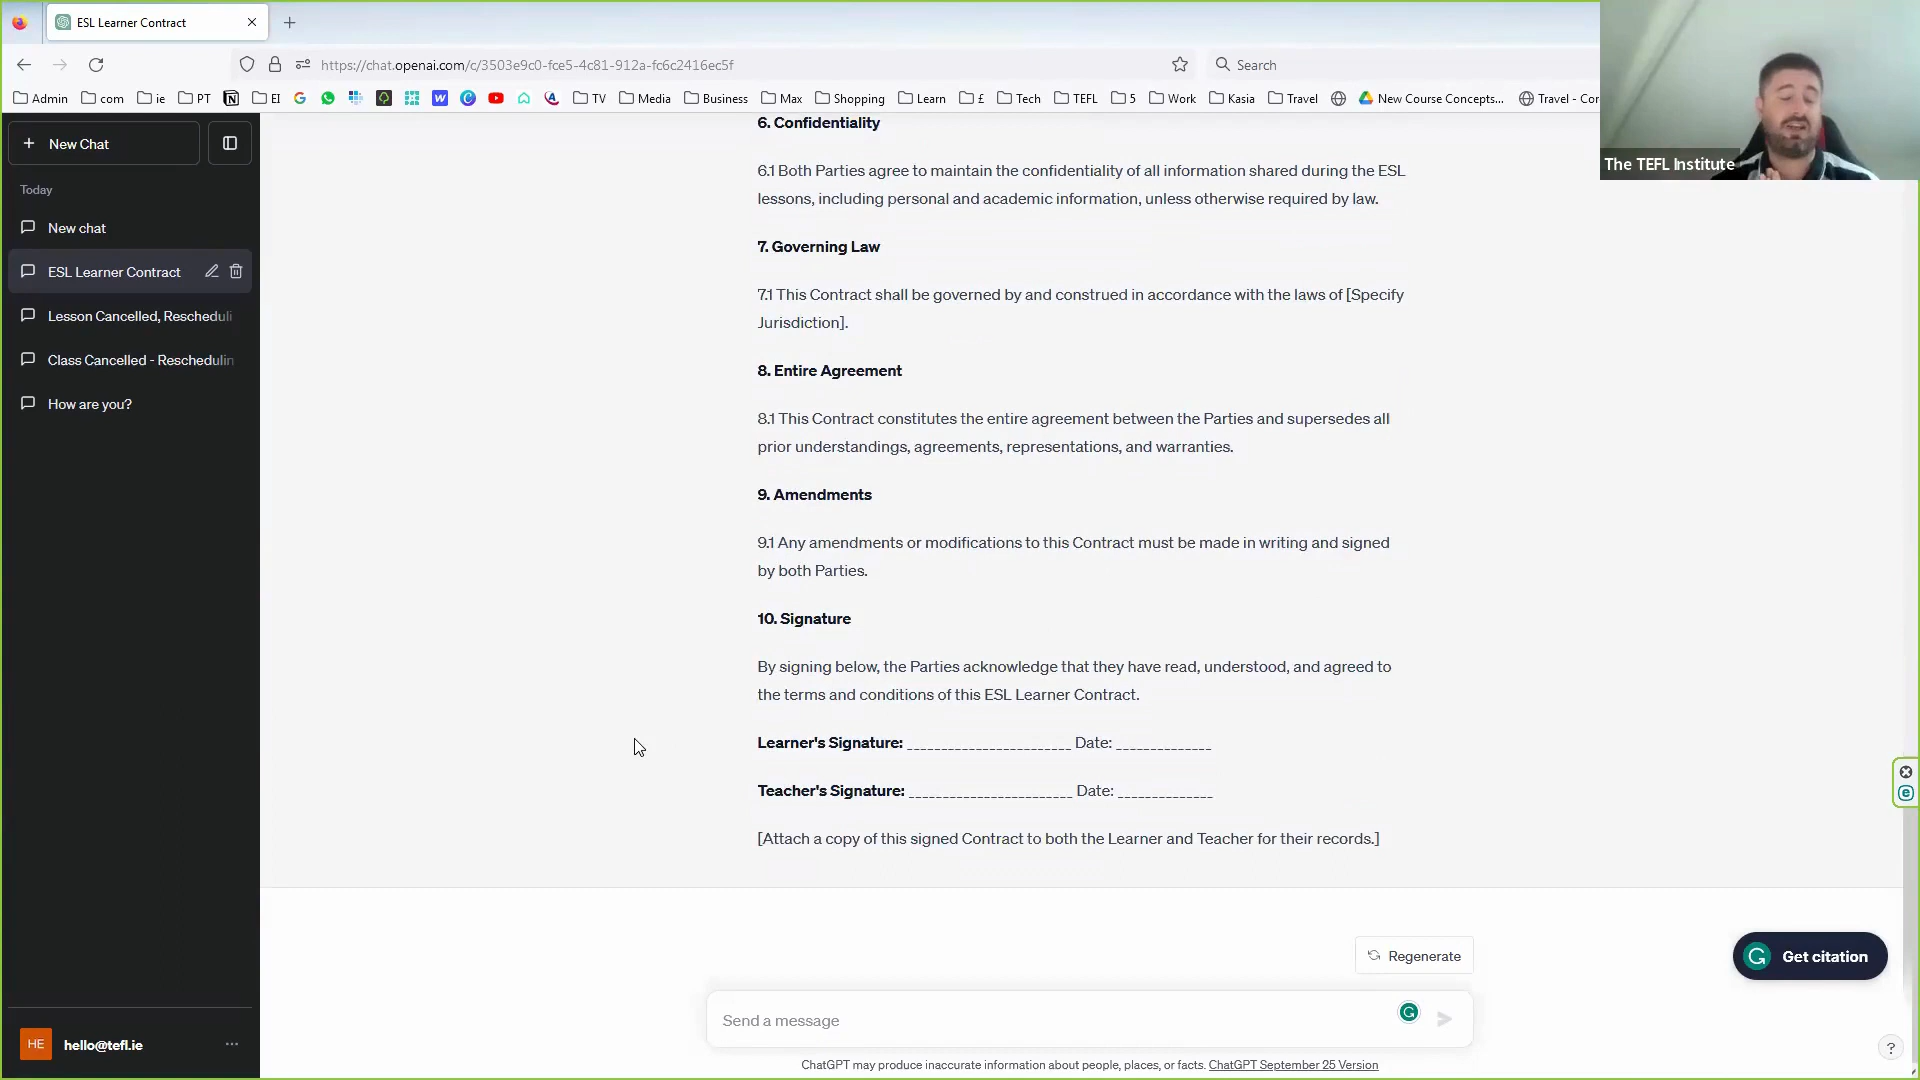 ESL Learner Contract
https://chat.openai.com/c/3503e9c0-fce5-4c81-912a-fc6c2416ec5f
Search
Admin com ie PT EI TV Media Business Max Shopping Learn £ Tech TEFL 5 Work Kasia Travel New Course Concepts... Travel - Cor
The TEFL Institute
New Chat
Today
New chat
ESL Learner Contract
Lesson Cancelled, Rescheduli
Class Cancelled - Reschedulin
How are you?
HE hello@tefl.ie
6. Confidentiality
6.1 Both Parties agree to maintain the confidentiality of all information shared during the ESL
lessons, including personal and academic information, unless otherwise required by law.
7. Governing Law
7.1 This Contract shall be governed by and construed in accordance with the laws of [Specify
Jurisdiction].
8. Entire Agreement
8.1 This Contract constitutes the entire agreement between the Parties and supersedes all
prior understandings, agreements, representations, and warranties.
9. Amendments
9.1 Any amendments or modifications to this Contract must be made in writing and signed
by both Parties.
10. Signature
By signing below, the Parties acknowledge that they have read, understood, and agreed to
the terms and conditions of this ESL Learner Contract.
Learner's Signature: ________________________ Date: ______________
Teacher's Signature: ________________________ Date: ______________
[Attach a copy of this signed Contract to both the Learner and Teacher for their records.]
Regenerate
Get citation
Send a message
ChatGPT may produce inaccurate information about people, places, or facts. ChatGPT September 25 Version
?